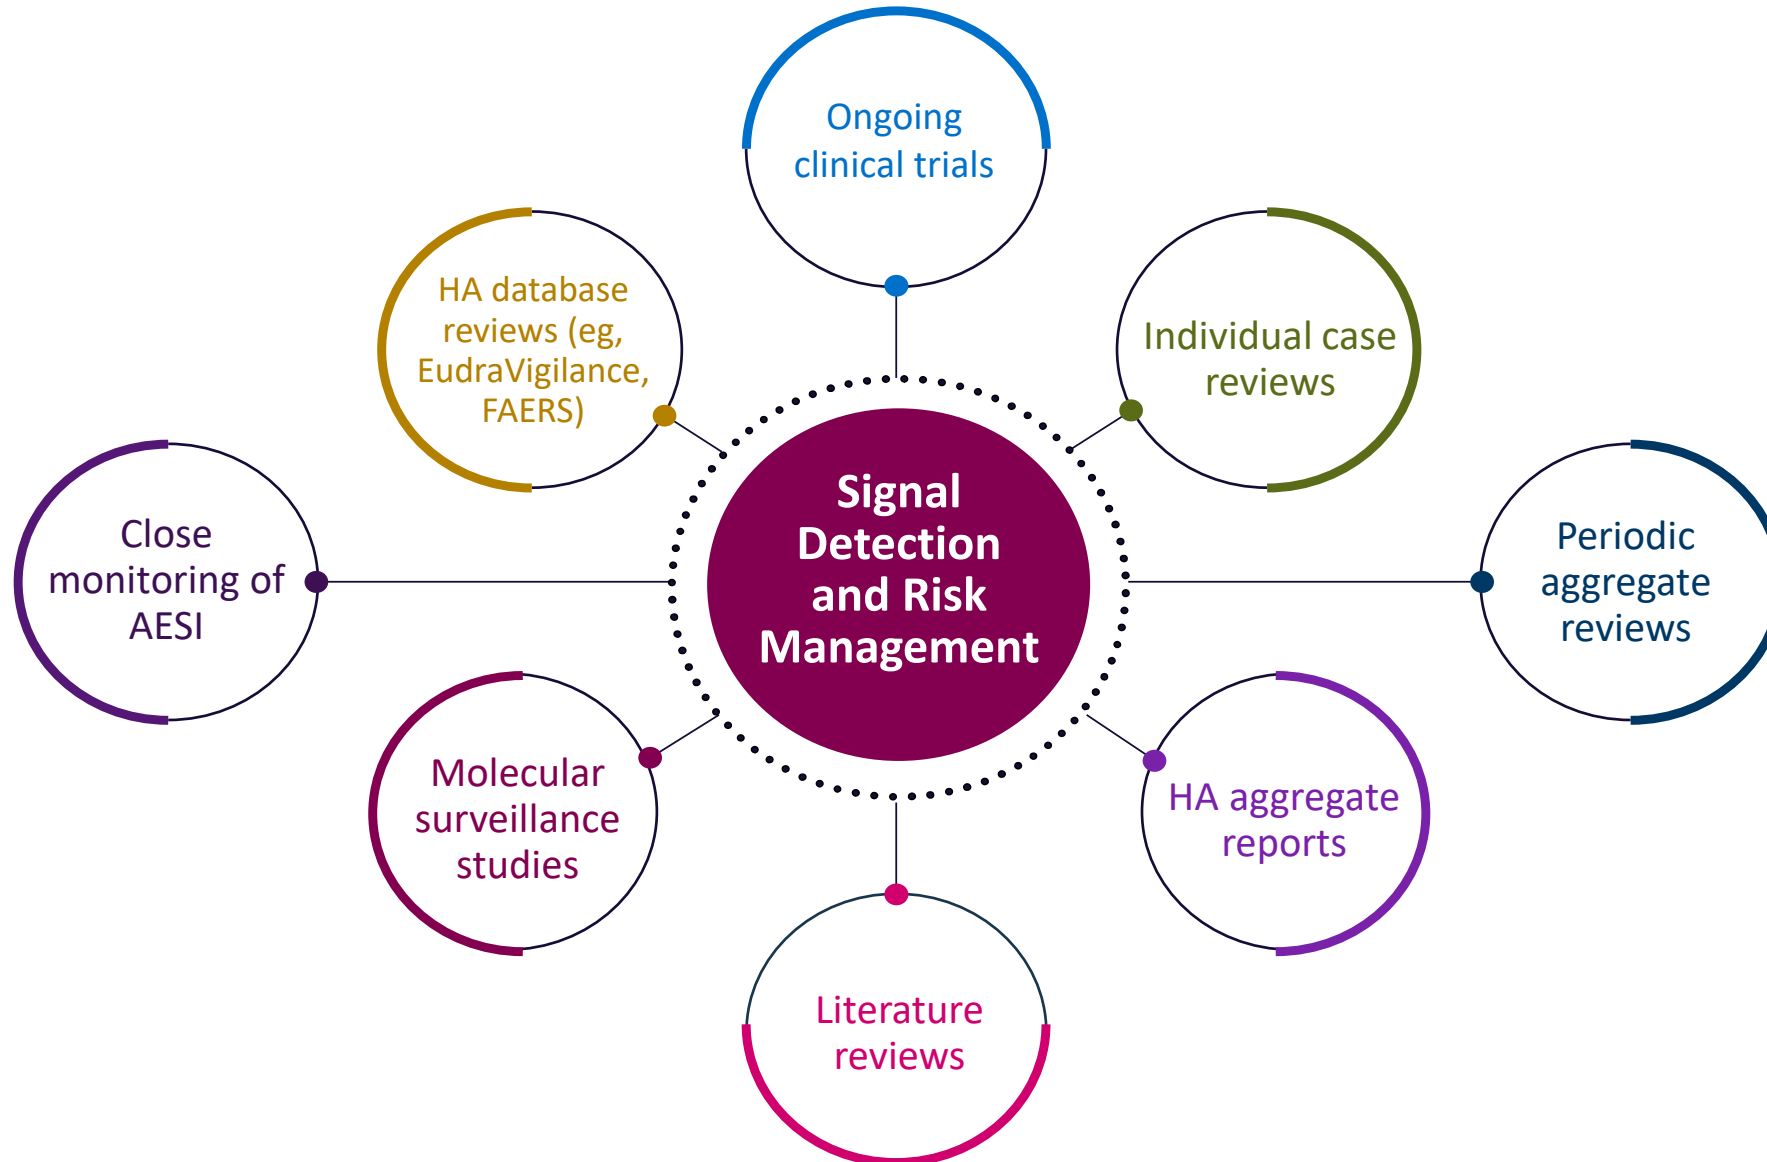 Ongoing
clinical trials
HA database
reviews (eg,
EudraVigilance,
FAERS)
Individual case
reviews
Signal
Detection
and Risk
Management
Close
monitoring of
AESI
Periodic
aggregate
reviews
Molecular
surveillance
studies
HA aggregate
reports
Literature
reviews